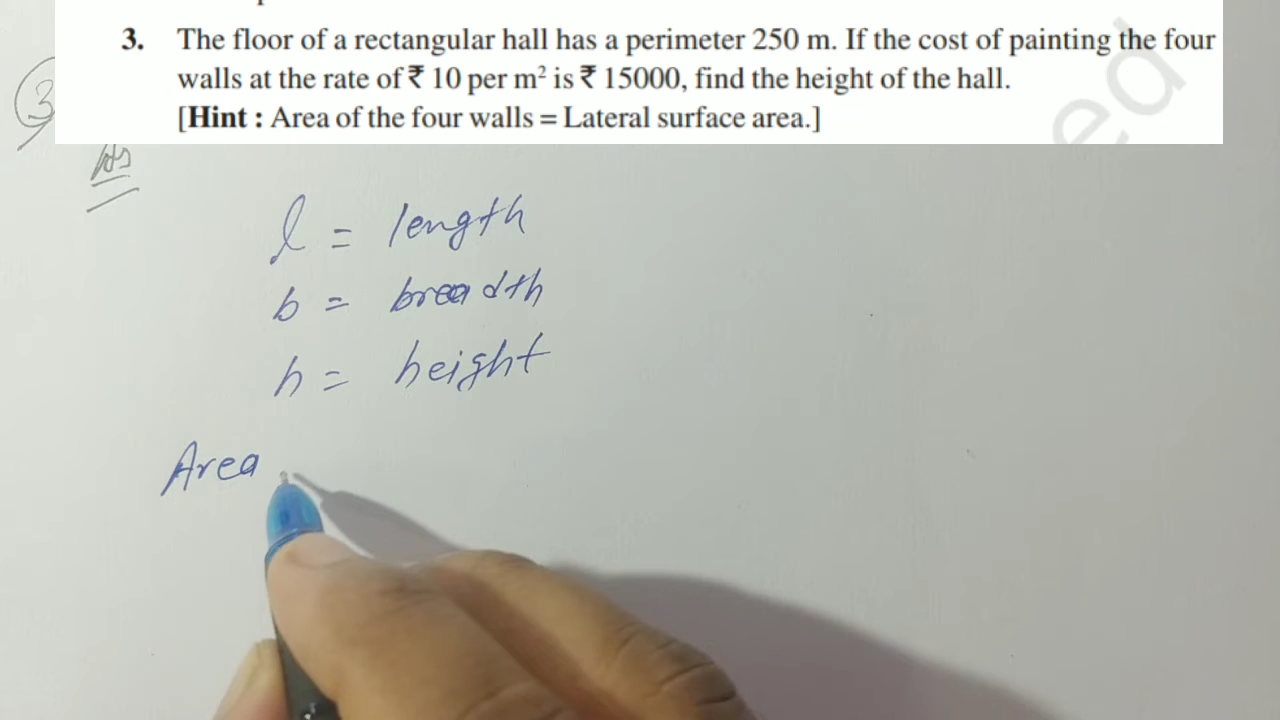 3. The floor of a rectangular hall has a perimeter 250 m. If the cost of painting the four
walls at the rate of ₹ 10 per m² is ₹ 15000, find the height of the hall.
[Hint : Area of the four walls = Lateral surface area.]
3
l = length
b = breadth
h = height
Area